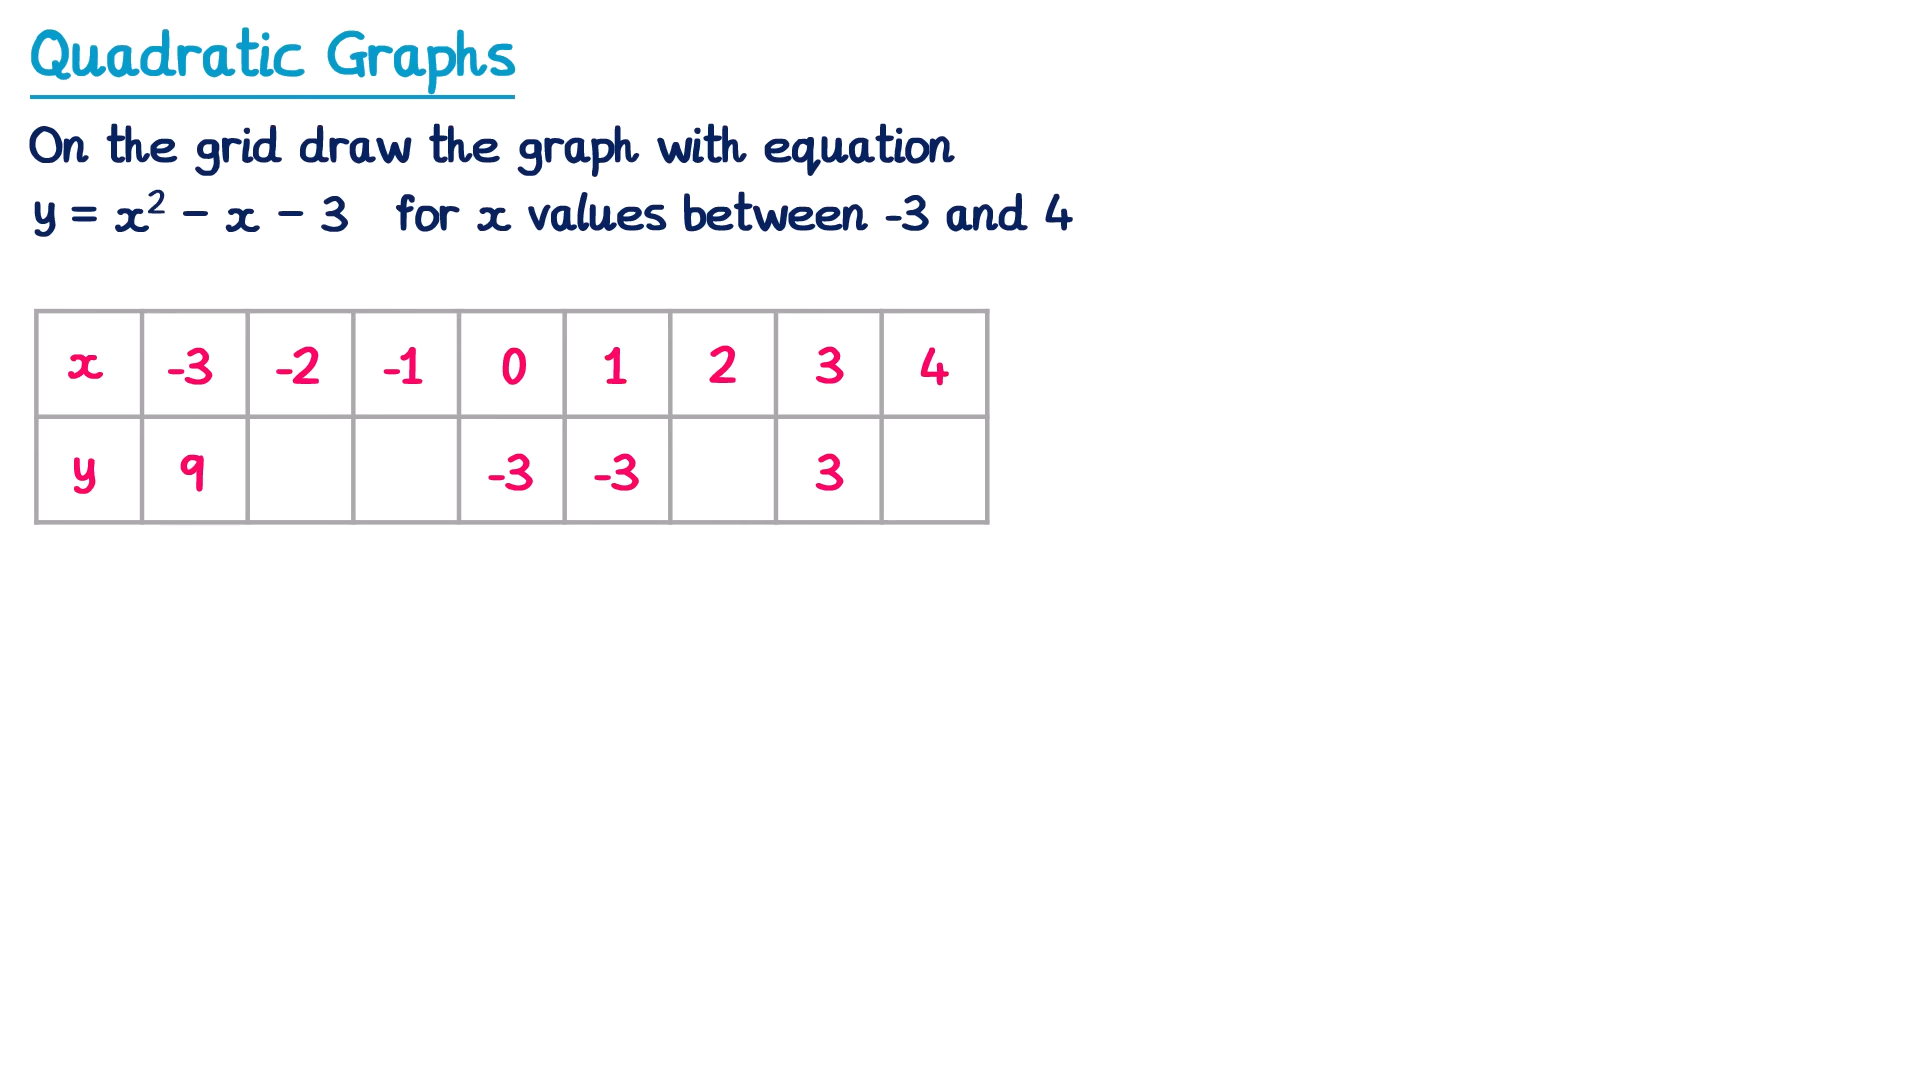 Quadratic Graphs
On the grid draw the graph with equation
y = x² − x − 3 for x values between -3 and 4
x -3 -2 -1 0 1 2 3 4
y 9 -3 -3 3